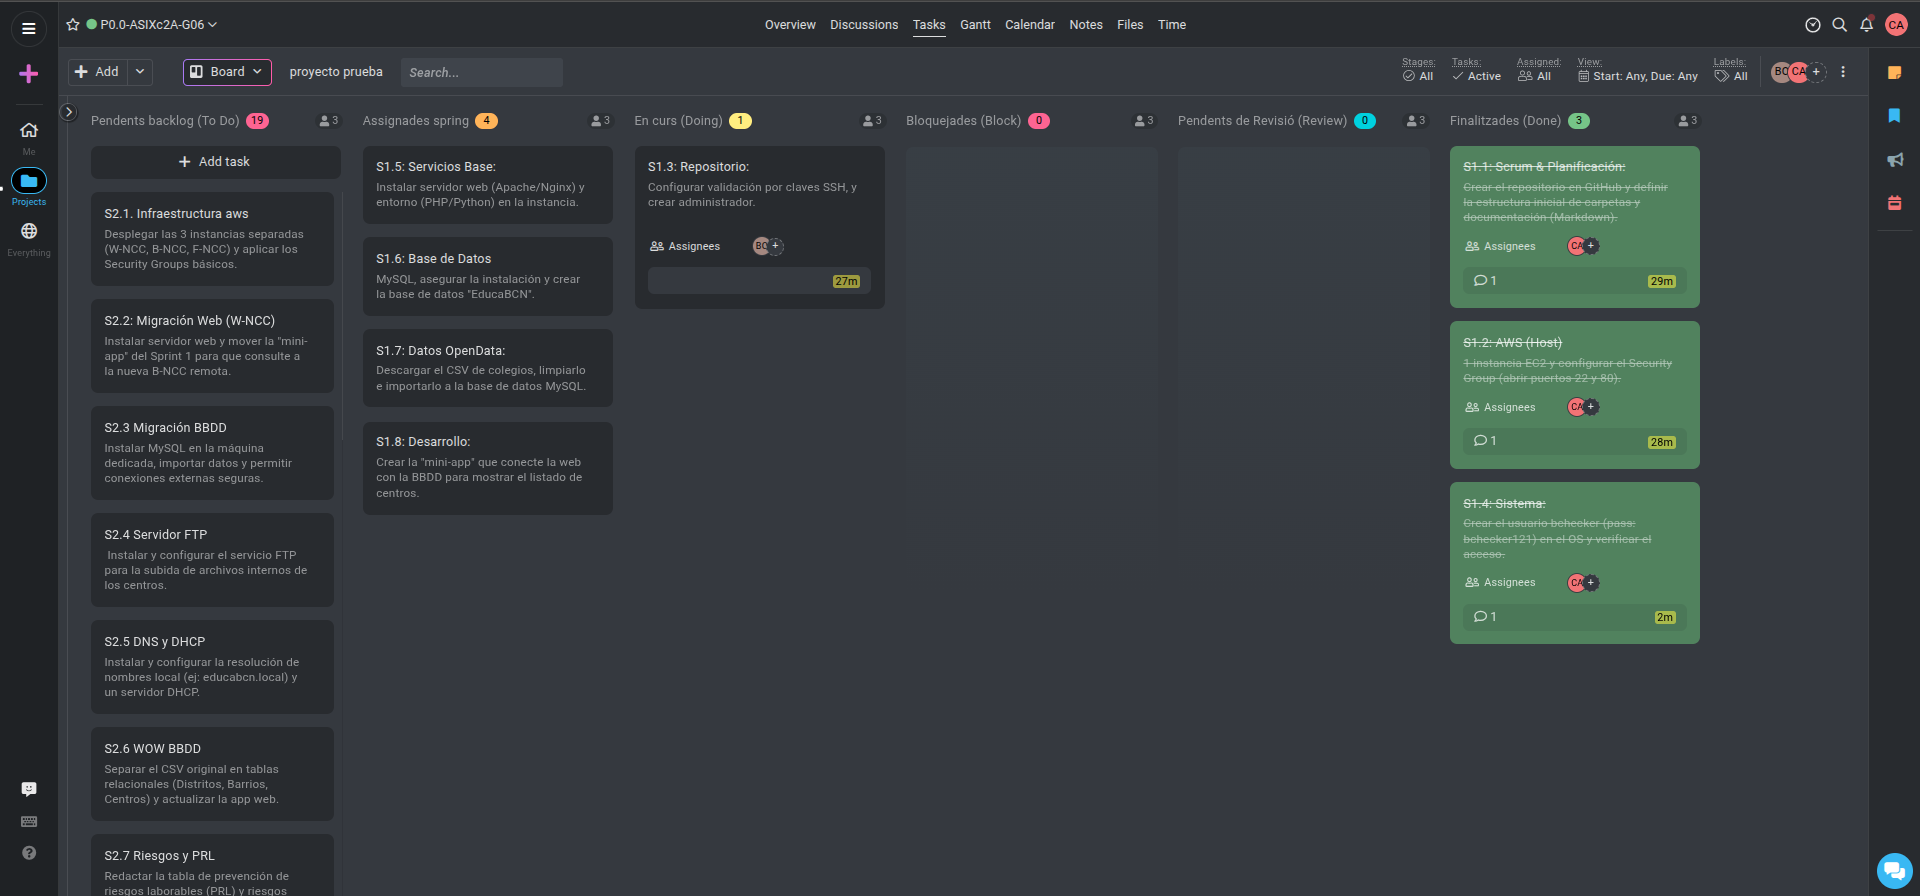 P0.0-ASIXc2A-G06
Overview
Discussions
Tasks
Gantt
Calendar
Notes
Files
Time
CA
Add
Board
proyecto prueba
Search...
Stages:
All
Tasks:
Active
Assigned:
All
View:
Start: Any, Due: Any
Labels:
All
CA
+
Me
Projects
Everything
Pendents backlog (To Do)
19
3
Add task
S2.1. Infraestructura aws
Desplegar las 3 instancias separadas
(W-NCC, B-NCC, F-NCC) y aplicar los
Security Groups básicos.
S2.2: Migración Web (W-NCC)
Instalar servidor web y mover la "mini-
app" del Sprint 1 para que consulte a
la nueva B-NCC remota.
S2.3 Migración BBDD
Instalar MySQL en la máquina
dedicada, importar datos y permitir
conexiones externas seguras.
S2.4 Servidor FTP
Instalar y configurar el servicio FTP
para la subida de archivos internos de
los centros.
S2.5 DNS y DHCP
Instalar y configurar la resolución de
nombres local (ej: educabcn.local) y
un servidor DHCP.
S2.6 WOW BBDD
Separar el CSV original en tablas
relacionales (Distritos, Barrios,
Centros) y actualizar la app web.
S2.7 Riesgos y PRL
Redactar la tabla de prevención de
riesgos laborables (PRL) y riesgos
Assignades spring
4
3
S1.5: Servicios Base:
Instalar servidor web (Apache/Nginx) y
entorno (PHP/Python) en la instancia.
S1.6: Base de Datos
MySQL, asegurar la instalación y crear
la base de datos "EducaBCN".
S1.7: Datos OpenData:
Descargar el CSV de colegios, limpiarlo
e importarlo a la base de datos MySQL.
S1.8: Desarrollo:
Crear la "mini-app" que conecte la web
con la BBDD para mostrar el listado de
centros.
En curs (Doing)
1
3
S1.3: Repositorio:
Configurar validación por claves SSH, y
crear administrador.
Assignees
+
27m
Bloquejades (Block)
0
3
Pendents de Revisió (Review)
0
3
Finalitzades (Done)
3
3
S1.1: Scrum & Planificación:
Crear el repositorio en GitHub y definir
la estructura inicial de carpetas y
documentación (Markdown).
Assignees
CA
+
1
29m
S1.2: AWS (Host)
1 instancia EC2 y configurar el Security
Group (abrir puertos 22 y 80).
Assignees
CA
+
1
28m
S1.4: Sistema:
Crear el usuario bchecker (pass:
bchecker121) en el OS y verificar el
acceso.
Assignees
CA
+
1
2m